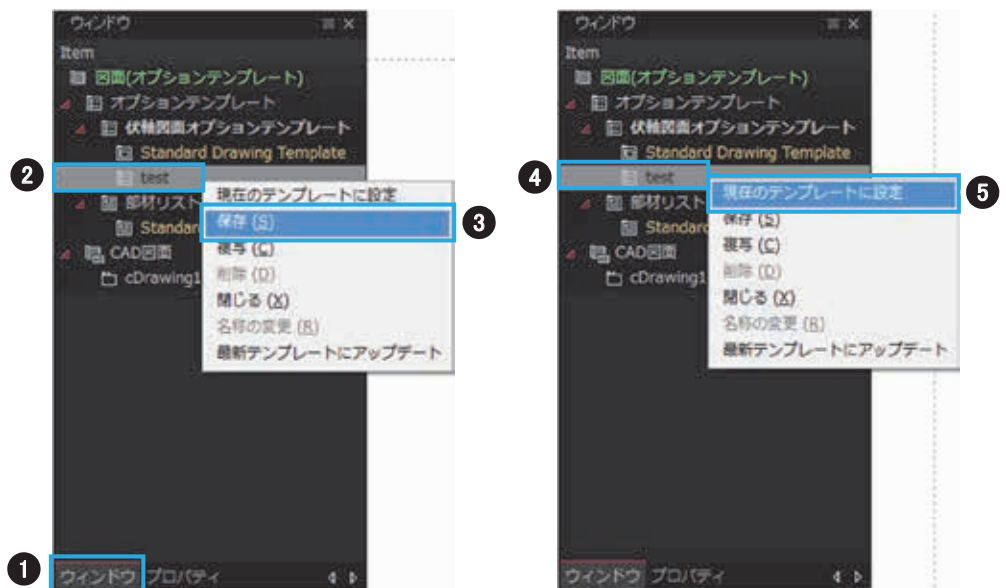 ウィンドウ
Item
図面(オプションテンプレート)
オプションテンプレート
伏軸図面オプションテンプレート
Standard Drawing Template
2
test
現在のテンプレートに設定
部材リスト
保存 (S)
3
Standar
複写 (C)
CAD図面
削除 (D)
cDrawing1
閉じる (X)
名称の変更 (R)
最新テンプレートにアップデート
1
ウィンドウ プロパティ
ウィンドウ
Item
図面(オプションテンプレート)
オプションテンプレート
伏軸図面オプションテンプレート
Standard Drawing Template
4
test
現在のテンプレートに設定
5
部材リスト
保存 (S)
Standard
複写 (C)
CAD図面
削除 (D)
cDrawing1
閉じる (X)
名称の変更 (R)
最新テンプレートにアップデート
ウィンドウ プロパティ